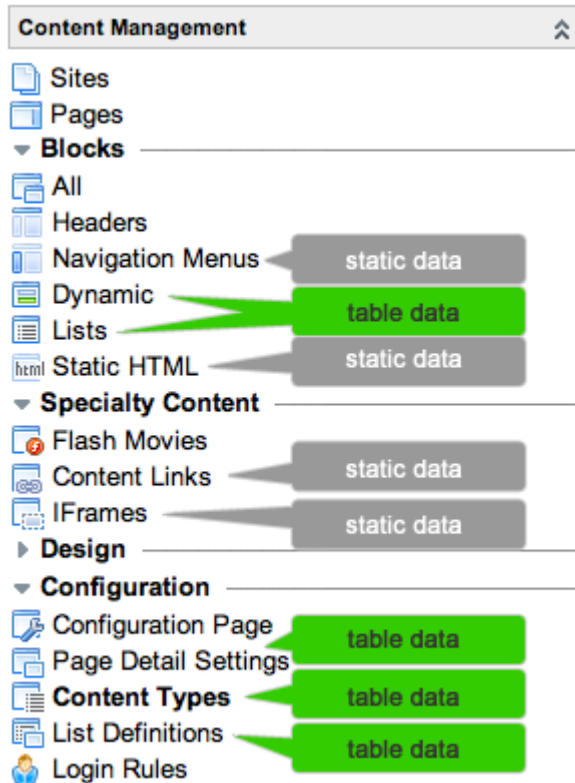 Content Management
Sites
Pages
Blocks
All
Headers
Navigation Menus static data
Dynamic
table data
Lists
html Static HTML static data
Specialty Content
Flash Movies
Content Links static data
IFrames static data
Design
Configuration
Configuration Page
table data
Page Detail Settings
Content Types table data
List Definitions table data
Login Rules